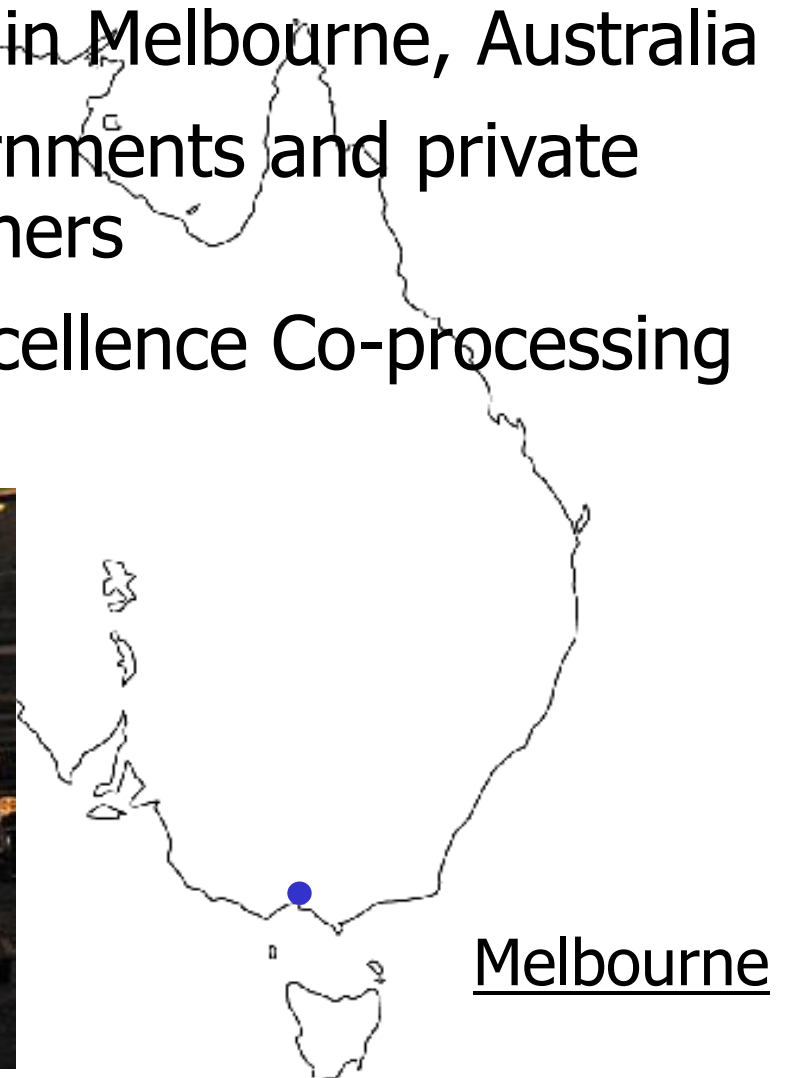 in Melbourne, Australia
rnments and private
ners
cellence Co-processing
Melbourne